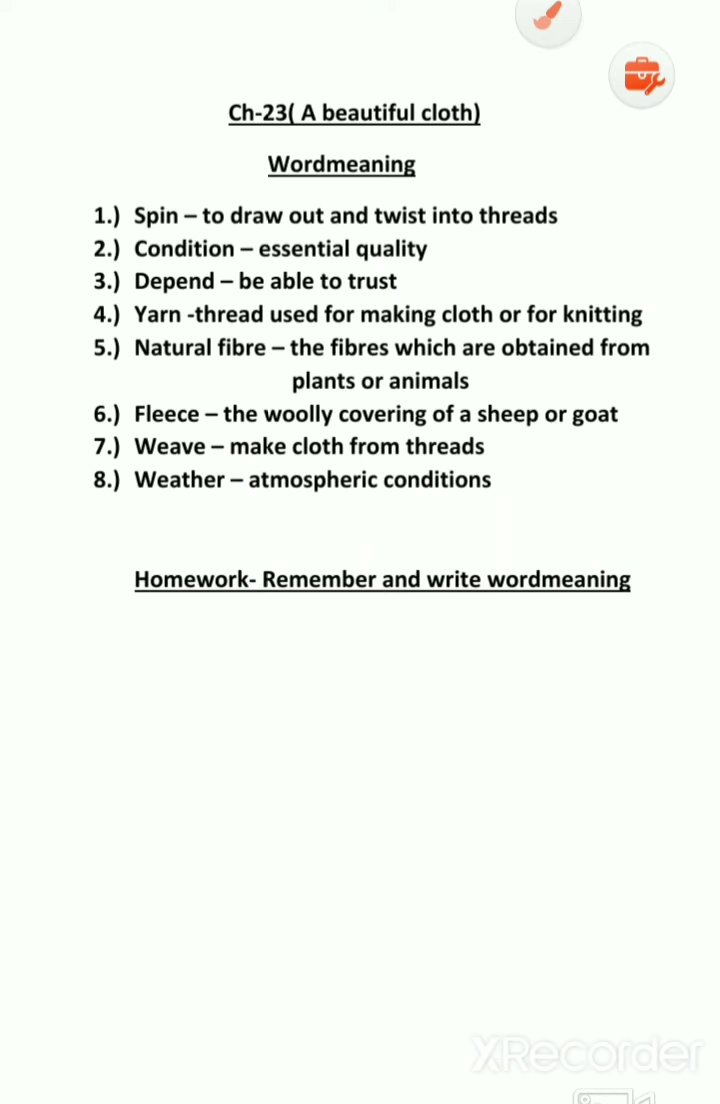 Ch-23( A beautiful cloth)
Wordmeaning
1.) Spin – to draw out and twist into threads
2.) Condition – essential quality
3.) Depend – be able to trust
4.) Yarn -thread used for making cloth or for knitting
5.) Natural fibre – the fibres which are obtained from
plants or animals
6.) Fleece – the woolly covering of a sheep or goat
7.) Weave – make cloth from threads
8.) Weather – atmospheric conditions
Homework- Remember and write wordmeaning
XRecorder